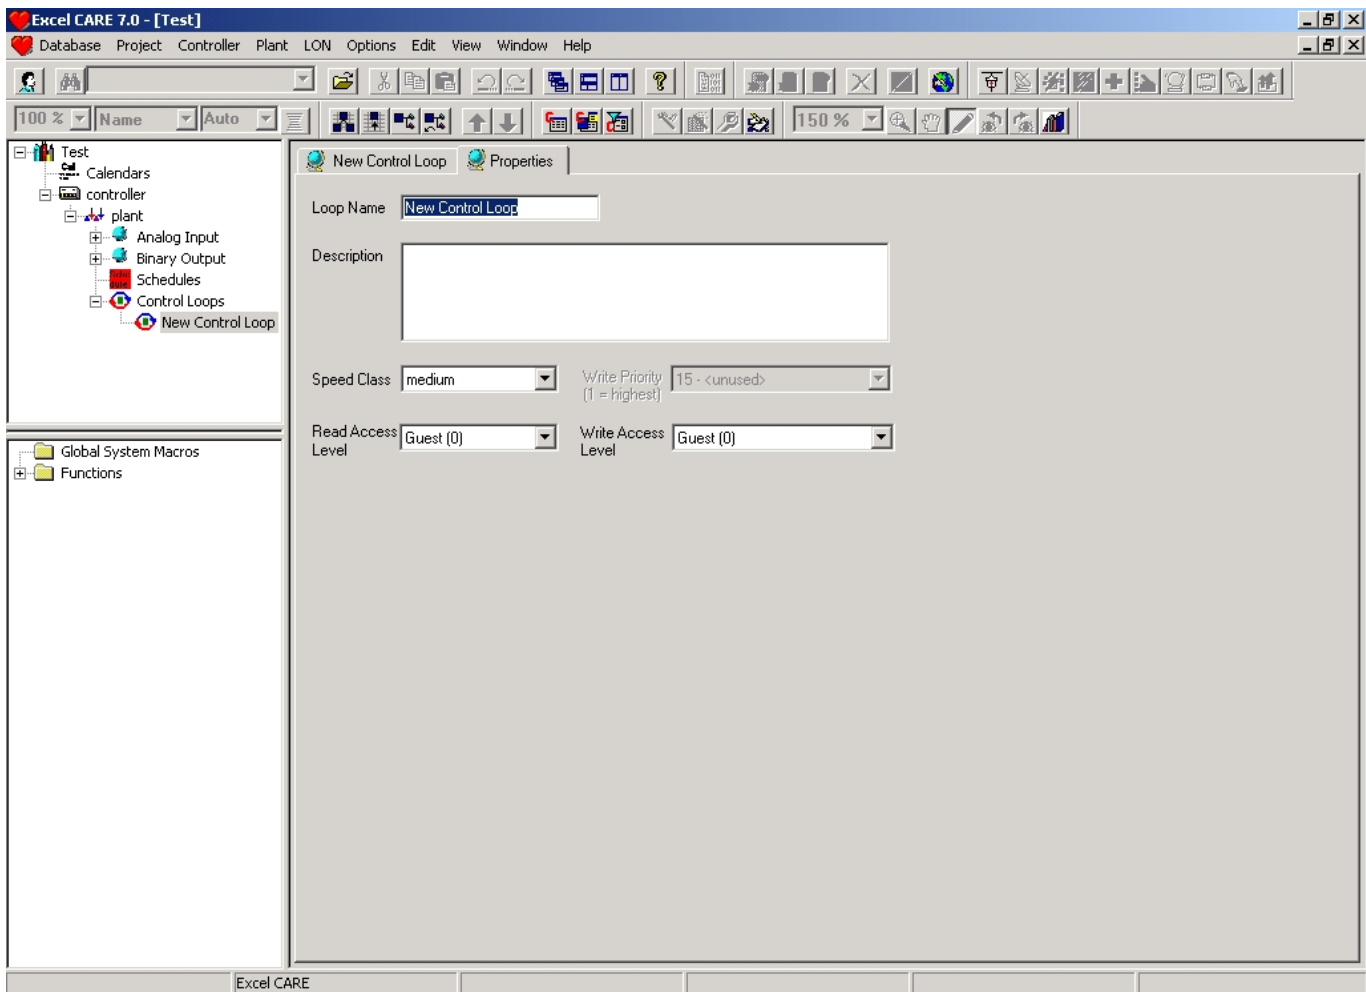 Excel CARE 7.0 - [Test]
Database Project Controller Plant LON Options Edit View Window Help
100 % Name Auto 150 %
Test
Calendars
controller
plant
Analog Input
Binary Output
Schedules
Control Loops
New Control Loop
Global System Macros
Functions
New Control Loop Properties
Loop Name New Control Loop
Description
Speed Class medium
Write Priority 15 - <unused>
(1 = highest)
Read Access Guest (0)
Level
Write Access Guest (0)
Level
Excel CARE